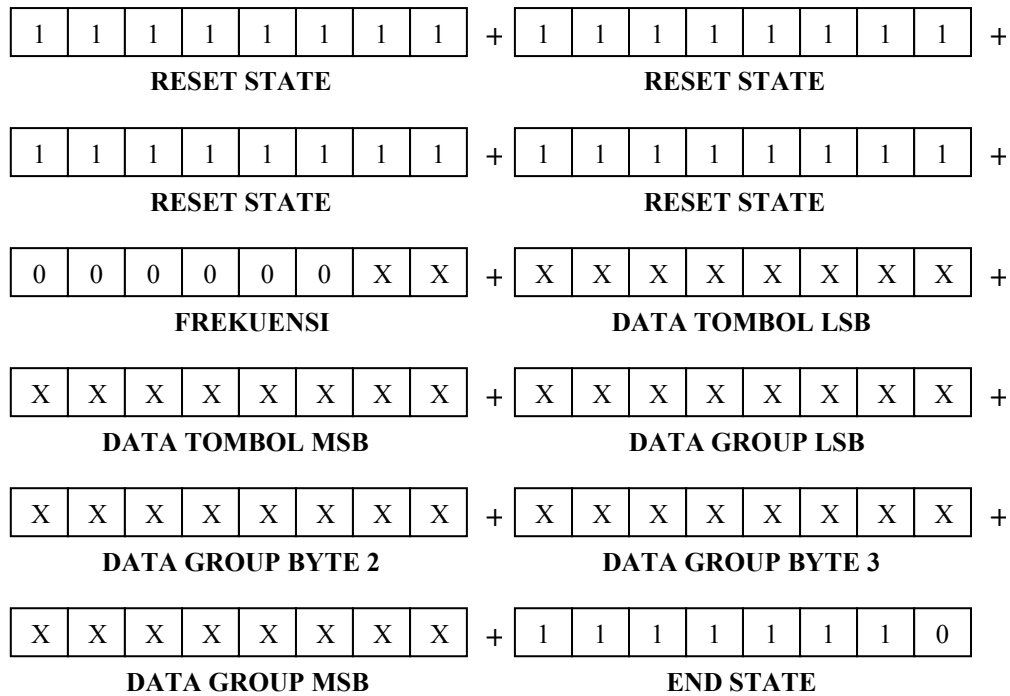 1 1 1 1 1 1 1 1 + 1 1 1 1 1 1 1 1 +
RESET STATE RESET STATE
1 1 1 1 1 1 1 1 + 1 1 1 1 1 1 1 1 +
RESET STATE RESET STATE
0 0 0 0 0 0 X X + X X X X X X X X +
FREKUENSI DATA TOMBOL LSB
X X X X X X X X + X X X X X X X X +
DATA TOMBOL MSB DATA GROUP LSB
X X X X X X X X + X X X X X X X X +
DATA GROUP BYTE 2 DATA GROUP BYTE 3
X X X X X X X X + 1 1 1 1 1 1 1 0
DATA GROUP MSB END STATE